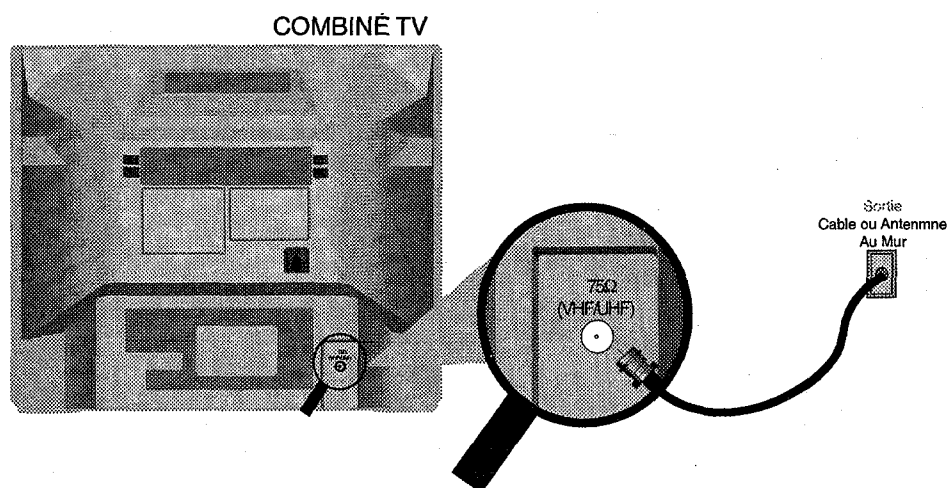 COMBINÉ TV
Sortie
Cable ou Antenmne
Au Mur
75Ω
(VHF/UHF)